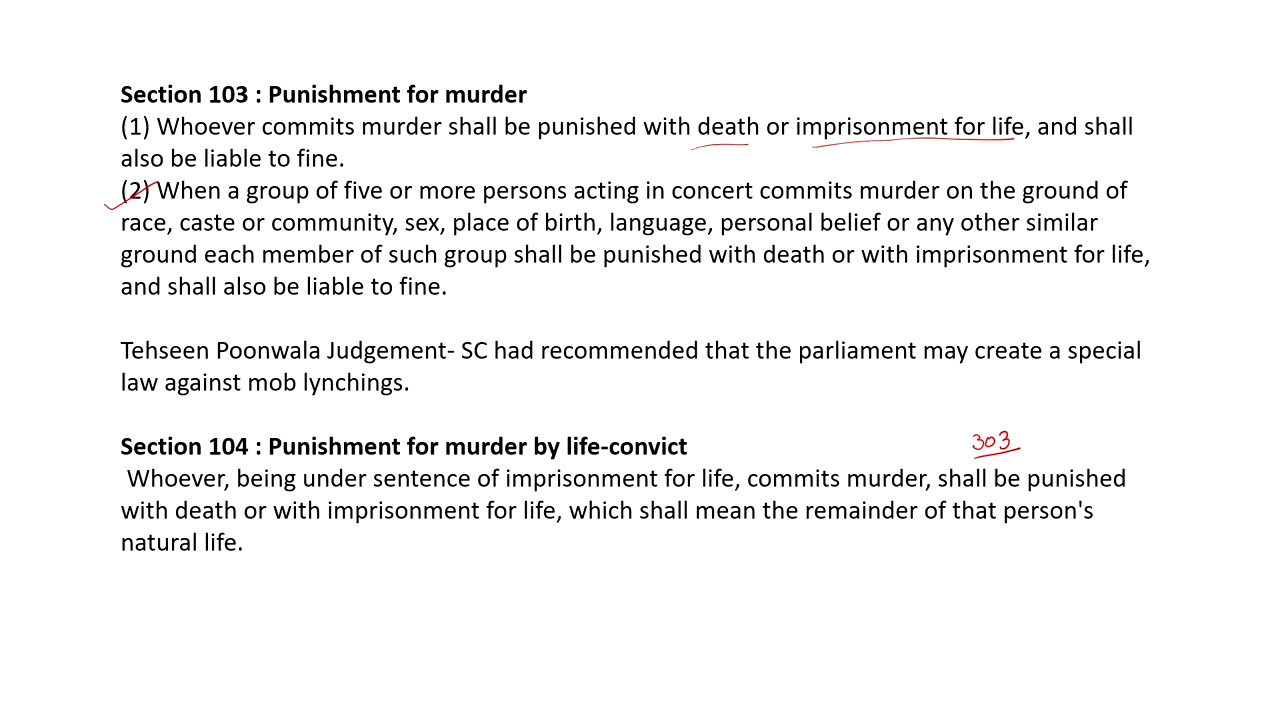 Section 103 : Punishment for murder
(1) Whoever commits murder shall be punished with death or imprisonment for life, and shall
also be liable to fine.
(2) When a group of five or more persons acting in concert commits murder on the ground of
race, caste or community, sex, place of birth, language, personal belief or any other similar
ground each member of such group shall be punished with death or with imprisonment for life,
and shall also be liable to fine.
Tehseen Poonwala Judgement- SC had recommended that the parliament may create a special
law against mob lynchings.
Section 104 : Punishment for murder by life-convict
303
Whoever, being under sentence of imprisonment for life, commits murder, shall be punished
with death or with imprisonment for life, which shall mean the remainder of that person's
natural life.